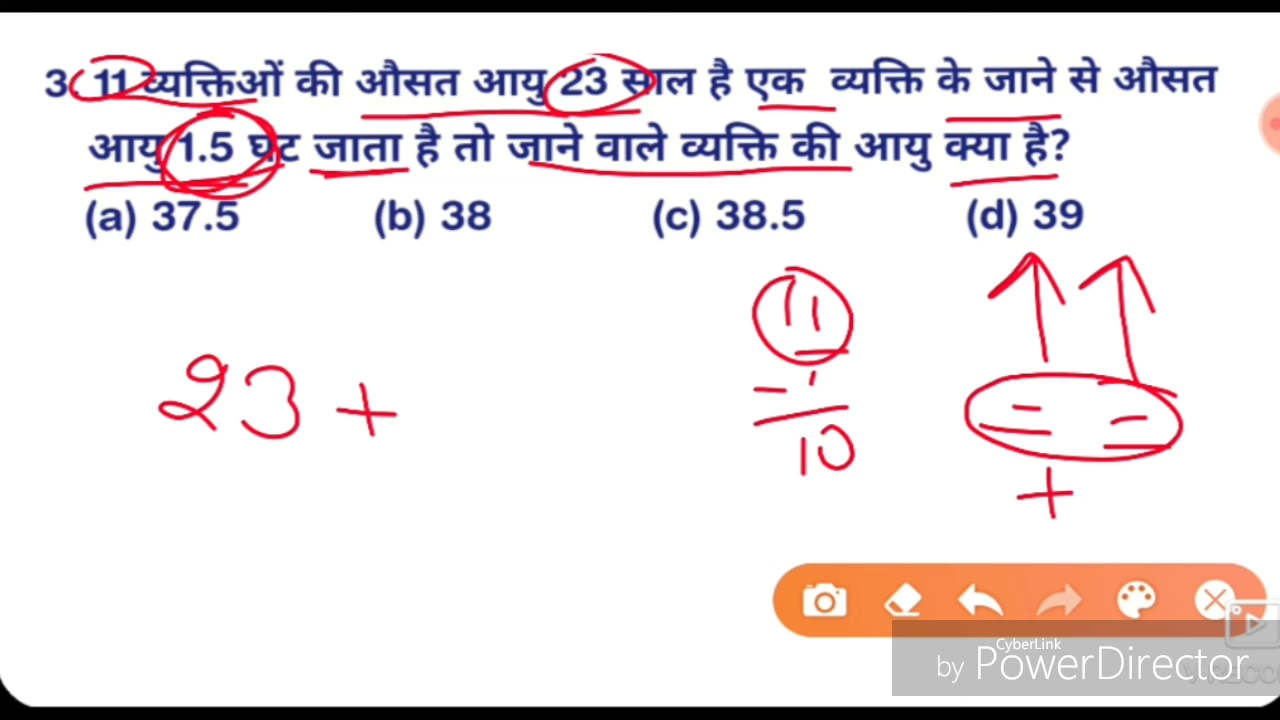 3. 11 व्यक्तिओं की औसत आयु 23 साल है एक व्यक्ति के जाने से औसत
आयु 1.5 घट जाता है तो जाने वाले व्यक्ति की आयु क्या है?
(a) 37.5 (b) 38 (c) 38.5 (d) 39
11
- 1
10
23 +
- -
+
CyberLink
by PowerDirector